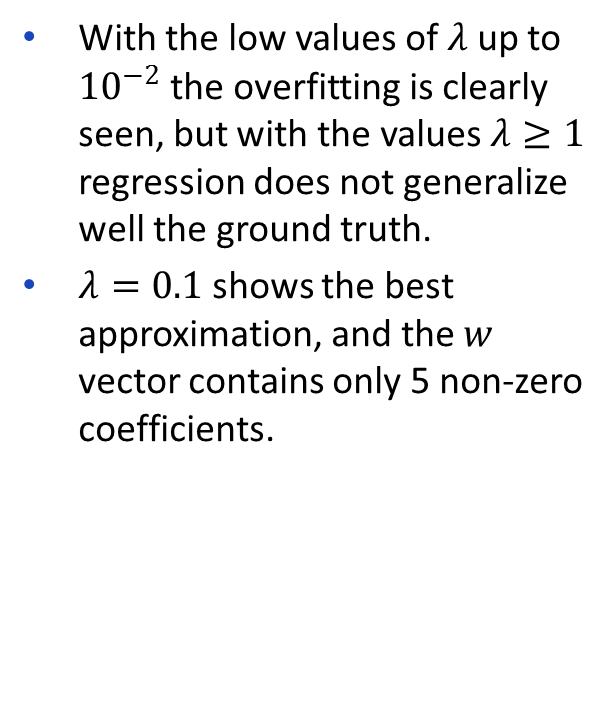 • With the low values of λ up to
10⁻² the overfitting is clearly
seen, but with the values λ ≥ 1
regression does not generalize
well the ground truth.
• λ = 0.1 shows the best
approximation, and the w
vector contains only 5 non-zero
coefficients.